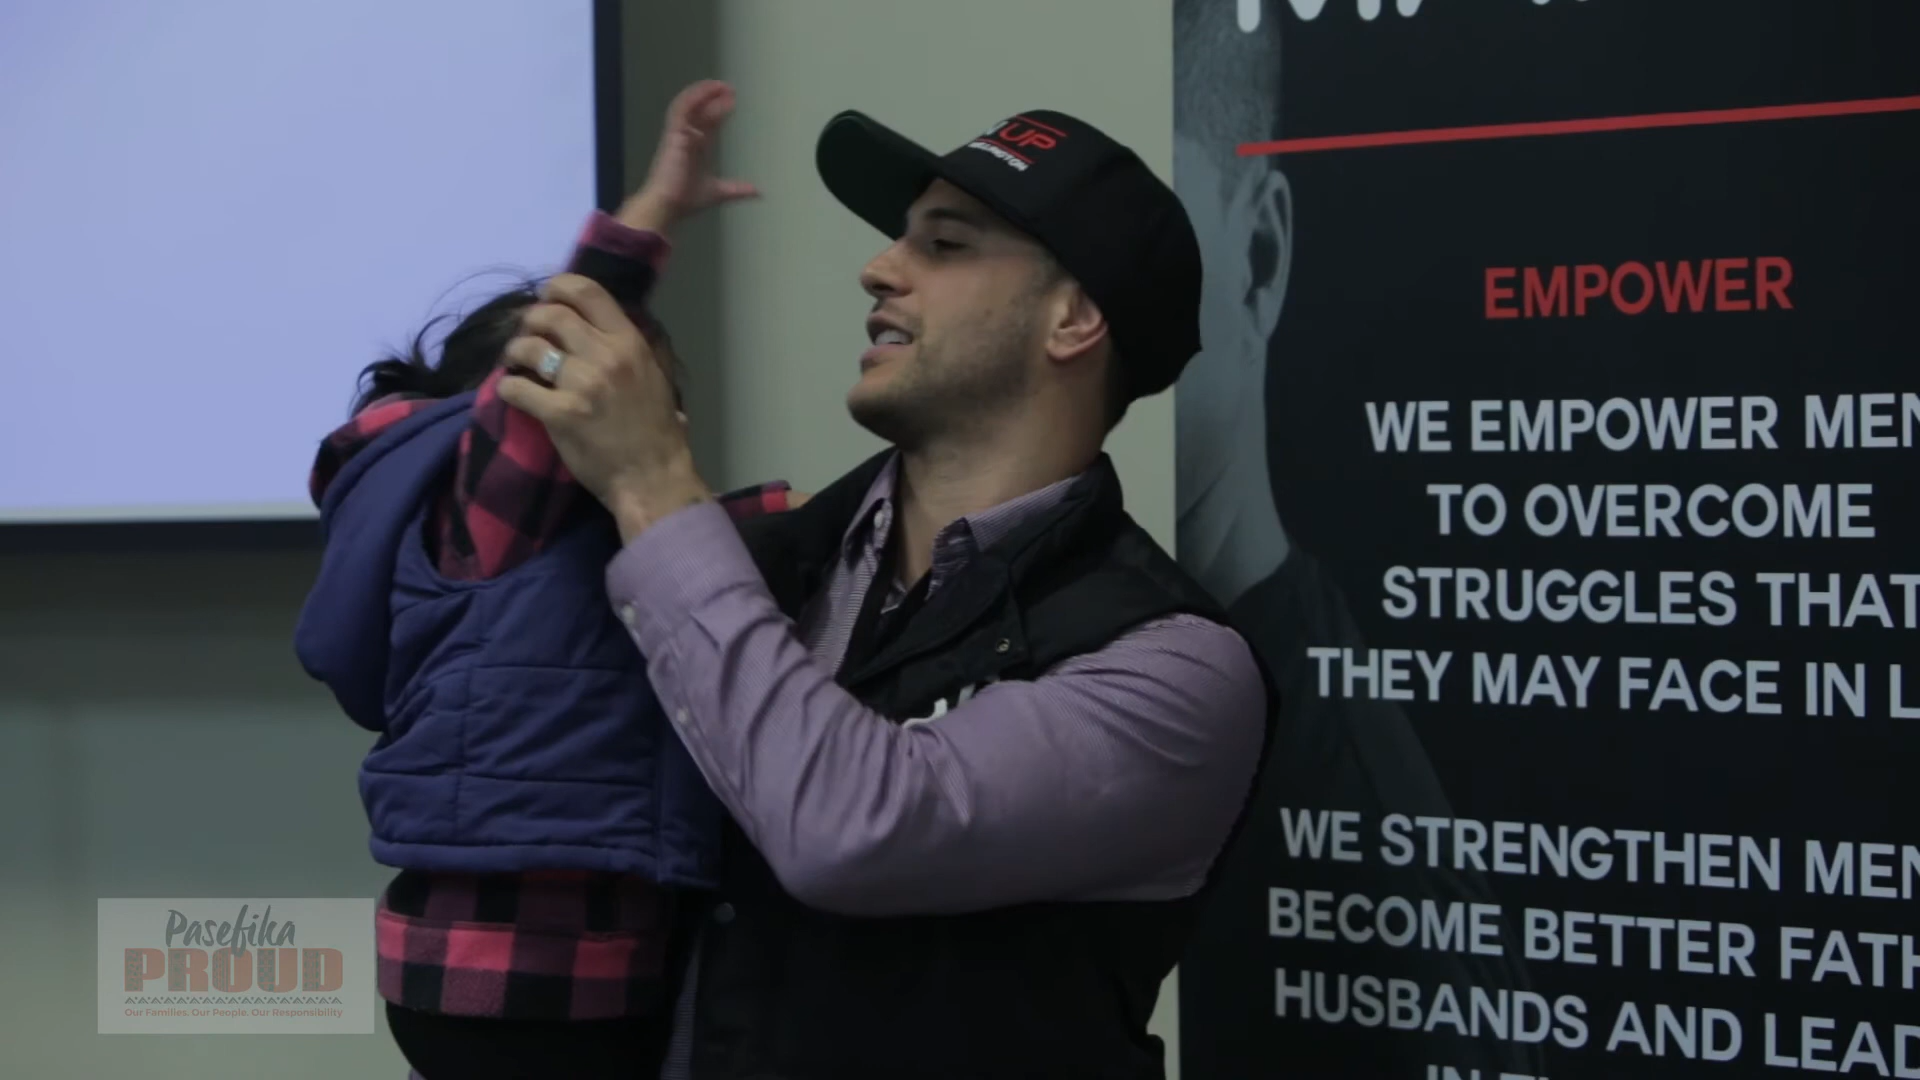 UP
EMPOWER
WE EMPOWER MEN
TO OVERCOME
STRUGGLES THAT
THEY MAY FACE IN L
WE STRENGTHEN MEN
BECOME BETTER FATH
HUSBANDS AND LEAD
Pasefika
PROUD
Our Families. Our People. Our Responsibility